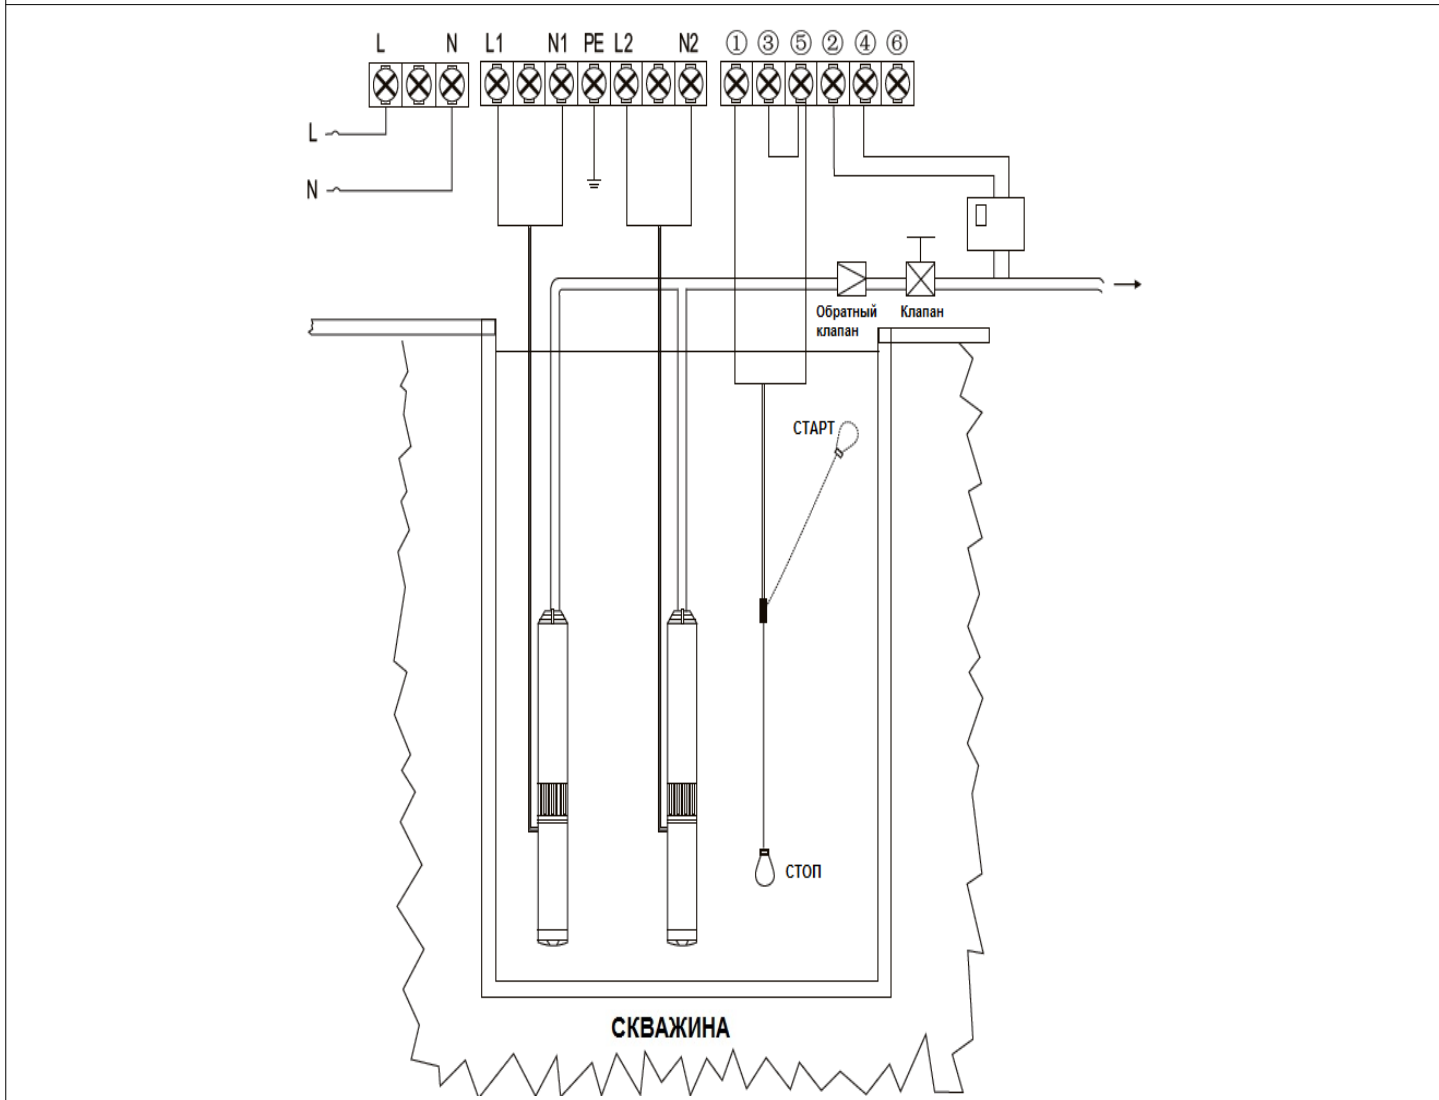 L N L1 N1 PE L2 N2 ① ③ ⑤ ② ④ ⑥
L
N
Обратный клапан
Клапан
СТАРТ
СТОП
СКВАЖИНА